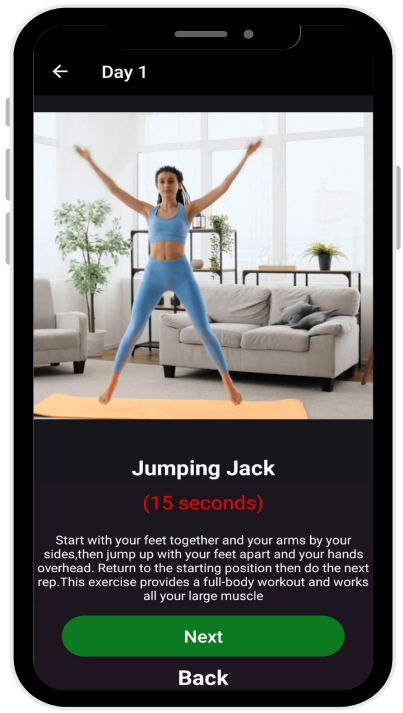 Day 1
Jumping Jack
(15 seconds)
Start with your feet together and your arms by your
sides,then jump up with your feet apart and your hands
overhead. Return to the starting position then do the next
rep.This exercise provides a full-body workout and works
all your large muscle
Next
Back